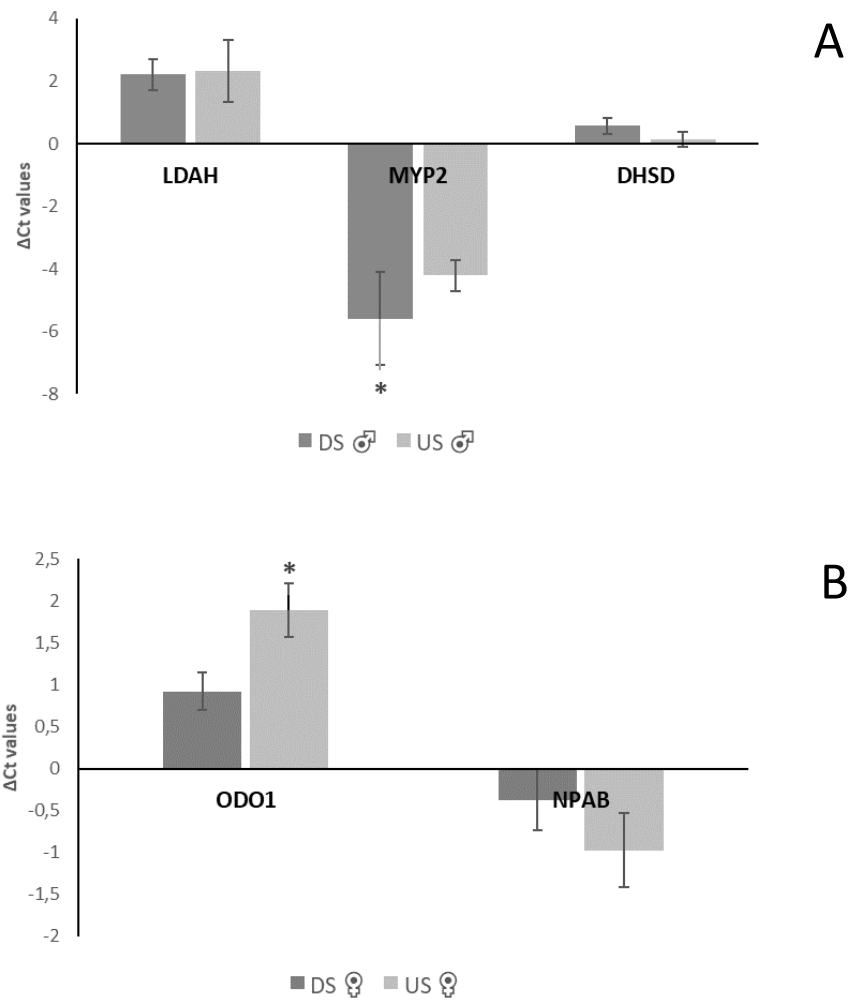 A
4
2
0
-2
-4
-6
-8
ΔCt values
LDAH MYP2 DHSD
*
DS US
B
2,5
2
1,5
1
0,5
0
-0,5
-1
-1,5
-2
ΔCt values
*
ODO1 NPAB
DS US